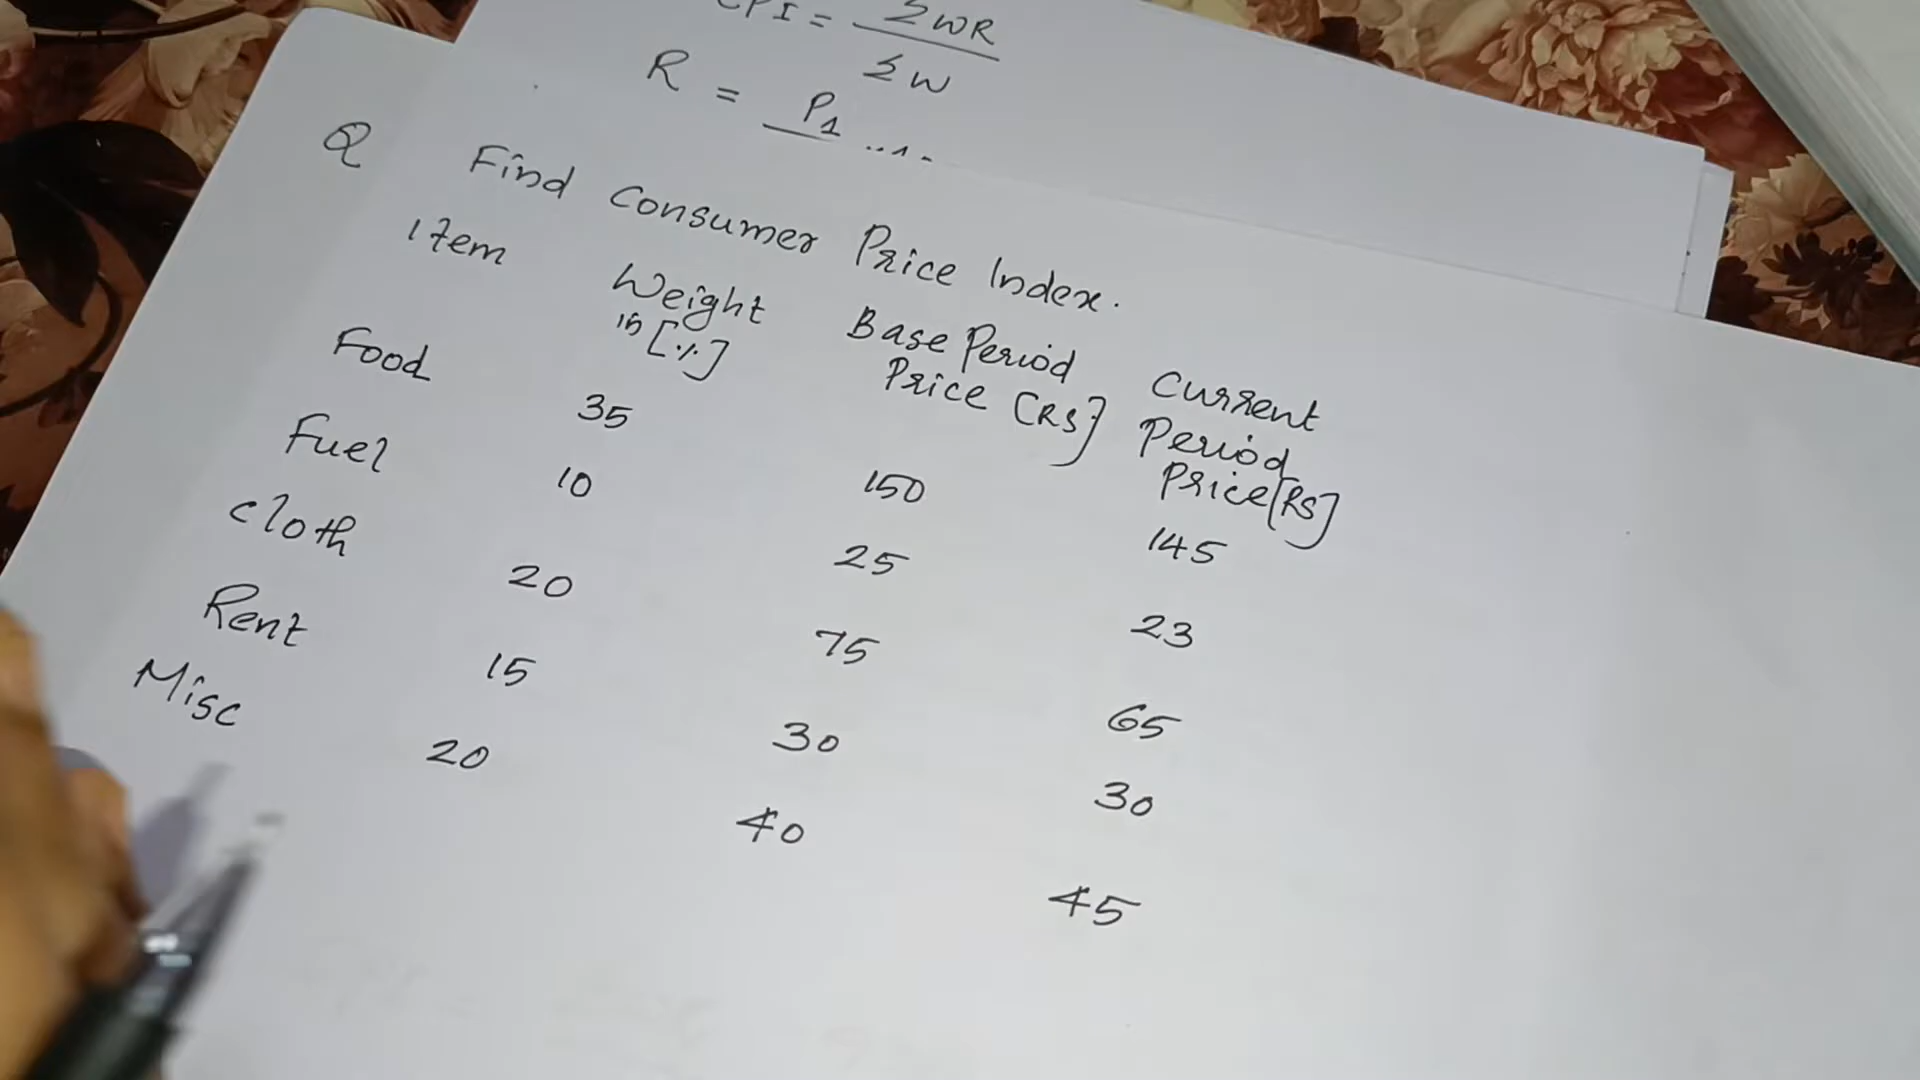 CPI = ΣWR
ΣW
R = P1
Q Find Consumer Price Index.
Item Weight in [%] Base Period Price [RS] Current Period Price [RS]
Food 35 150 145
Fuel 10 25 23
Cloth 20 75 65
Rent 15 30 30
Misc 20 40 45